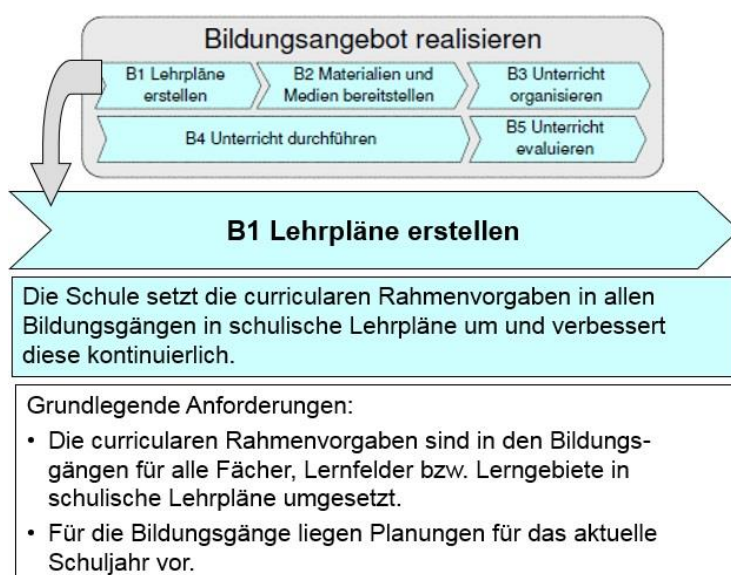 Bildungsangebot realisieren
B1 Lehrpläne
erstellen
B2 Materialien und
Medien bereitstellen
B3 Unterricht
organisieren
B4 Unterricht durchführen
B5 Unterricht
evaluieren
B1 Lehrpläne erstellen
Die Schule setzt die curricularen Rahmenvorgaben in allen
Bildungsgängen in schulische Lehrpläne um und verbessert
diese kontinuierlich.
Grundlegende Anforderungen:
• Die curricularen Rahmenvorgaben sind in den Bildungs-
gängen für alle Fächer, Lernfelder bzw. Lerngebiete in
schulische Lehrpläne umgesetzt.
• Für die Bildungsgänge liegen Planungen für das aktuelle
Schuljahr vor.